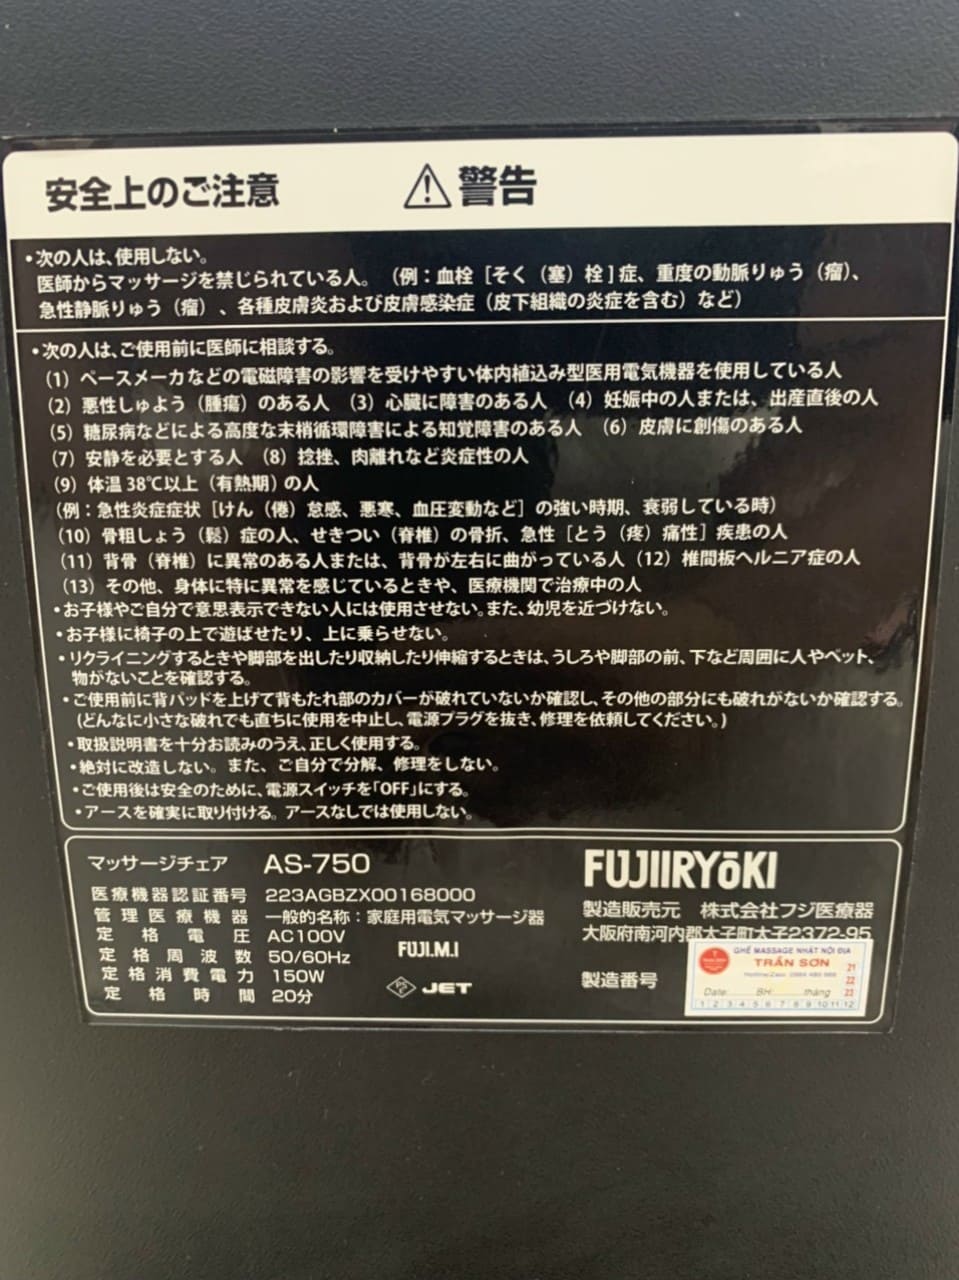 安全上のご注意 ⚠警告
・次の人は、使用しない。
医師からマッサージを禁じられている人。（例：血栓［そく（塞）栓］症、重度の動脈りゅう（瘤）、
急性静脈りゅう（瘤）、各種皮膚炎および皮膚感染症（皮下組織の炎症を含む）など）
・次の人は、ご使用前に医師に相談する。
（1）ペースメーカなどの電磁障害の影響を受けやすい体内植込み型医用電気機器を使用している人
（2）悪性しゅよう（腫瘍）のある人 （3）心臓に障害のある人 （4）妊娠中の人または、出産直後の人
（5）糖尿病などによる高度な末梢循環障害による知覚障害のある人 （6）皮膚に創傷のある人
（7）安静を必要とする人 （8）捻挫、肉離れなど炎症性の人
（9）体温38℃以上（有熱期）の人
（例：急性炎症症状［けん（倦）怠感、悪寒、血圧変動など］の強い時期、衰弱している時）
（10）骨粗しょう（鬆）症の人、せきつい（脊椎）の骨折、急性［とう（疼）痛性］疾患の人
（11）背骨（脊椎）に異常のある人または、背骨が左右に曲がっている人（12）椎間板ヘルニア症の人
（13）その他、身体に特に異常を感じているときや、医療機関で治療中の人
・お子様やご自分で意思表示できない人には使用させない。また、幼児を近づけない。
・お子様に椅子の上で遊ばせたり、上に乗らせない。
・リクライニングするときや脚部を出したり収納したり伸縮するときは、うしろや脚部の前、下など周囲に人やペット、
物がないことを確認する。
・ご使用前に背パッドを上げて背もたれ部のカバーが破れていないか確認し、その他の部分にも破れがないか確認する。
（どんなに小さな破れでも直ちに使用を中止し、電源プラグを抜き、修理を依頼してください。）
・取扱説明書を十分お読みのうえ、正しく使用する。
・絶対に改造しない。また、ご自分で分解、修理をしない。
・ご使用後は安全のために、電源スイッチを「OFF」にする。
・アースを確実に取り付ける。アースなしでは使用しない。
マッサージチェア AS-750
医療機器認証番号 223AGBZX00168000
管理医療機器 一般的名称：家庭用電気マッサージ器
定格電圧 AC100V
定格周波数 50/60Hz
定格消費電力 150W
定格時間 20分
FUJI.M.I
PSE JET
FUJIIRYōKI
製造販売元 株式会社フジ医療器
大阪府南河内郡太子町太子2372-95
製造番号
GHẾ MASSAGE NHẬT NỘI ĐỊA
TRẦN SƠN
Hotline/Zalo:
21
22
23
Date: BH: tháng
1 2 3 4 5 6 7 8 9 10 11 12